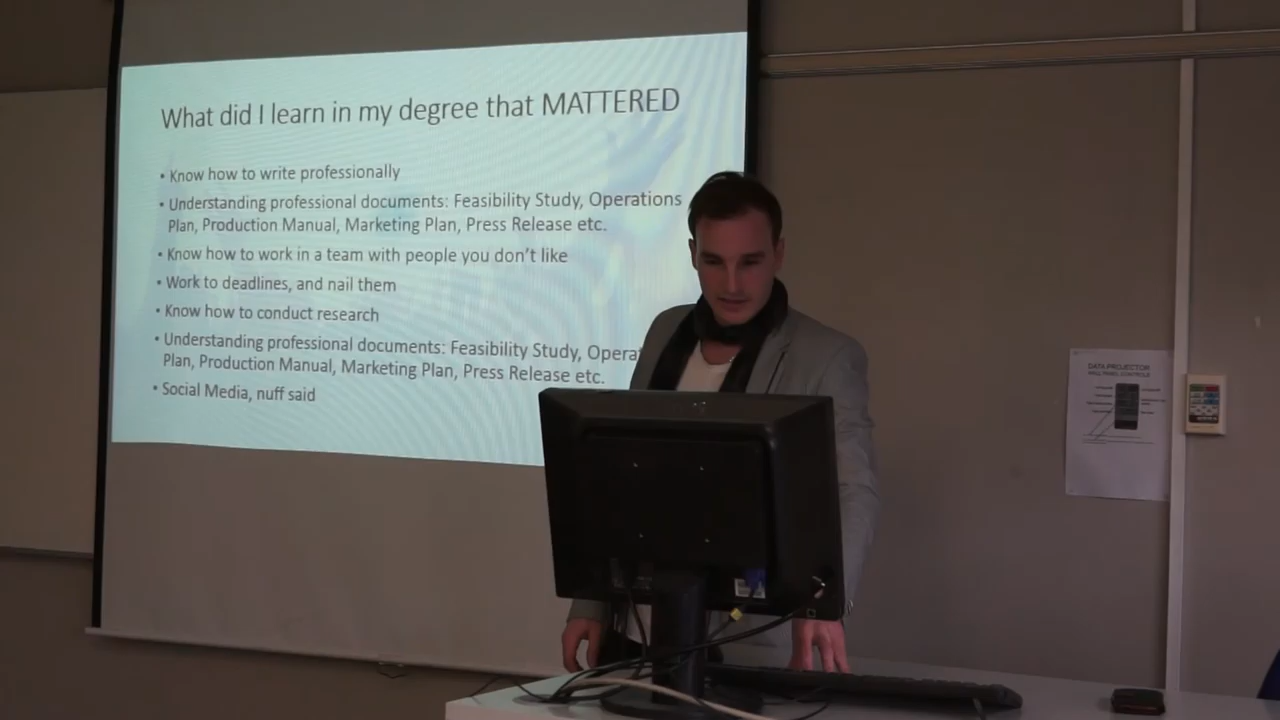 What did I learn in my degree that MATTERED
• Know how to write professionally
• Understanding professional documents: Feasibility Study, Operations
Plan, Production Manual, Marketing Plan, Press Release etc.
• Know how to work in a team with people you don't like
• Work to deadlines, and nail them
• Know how to conduct research
• Understanding professional documents: Feasibility Study, Opera
Plan, Production Manual, Marketing Plan, Press Release etc.
• Social Media, nuff said
DATA PROJECTOR
WALL PANEL CONTROLS